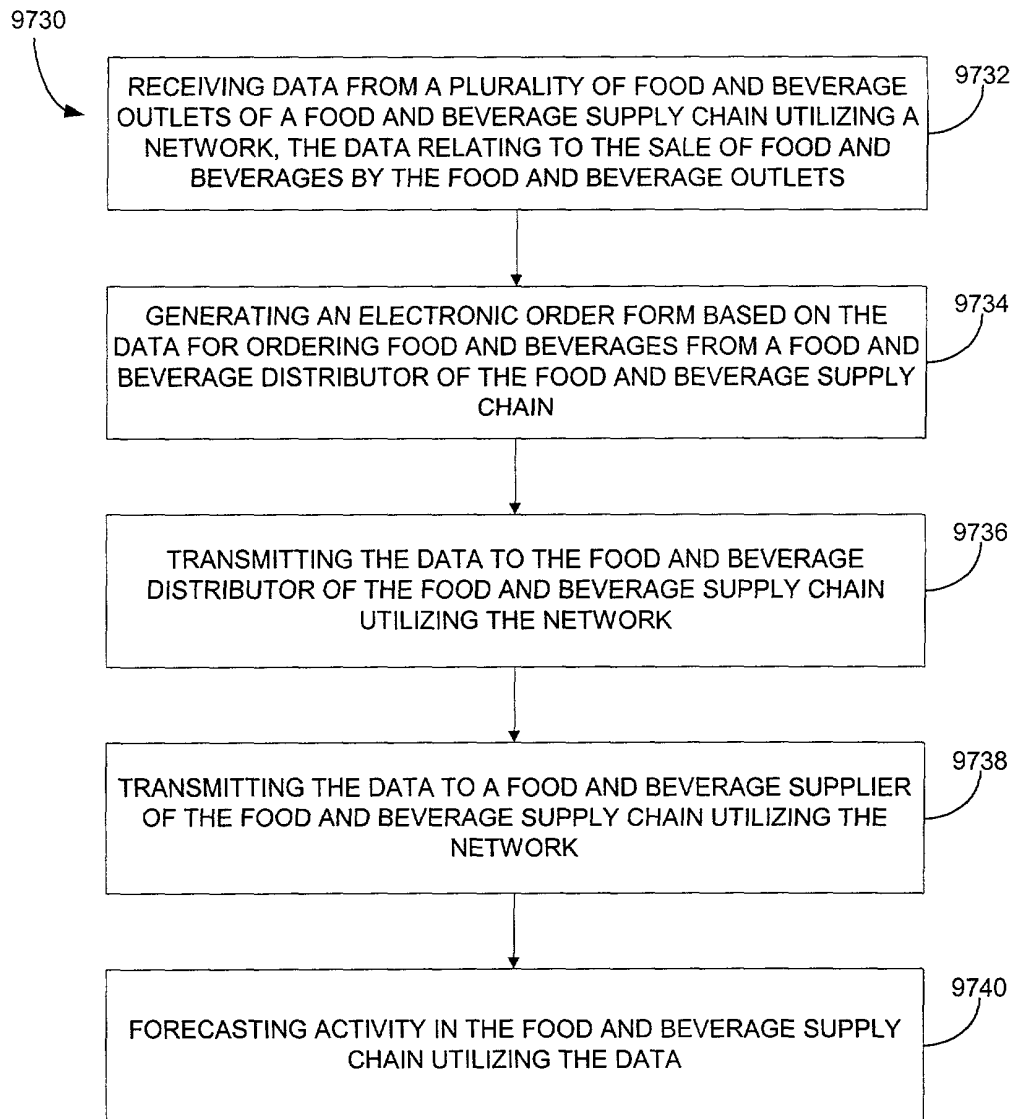 9730
RECEIVING DATA FROM A PLURALITY OF FOOD AND BEVERAGE
OUTLETS OF A FOOD AND BEVERAGE SUPPLY CHAIN UTILIZING A
NETWORK, THE DATA RELATING TO THE SALE OF FOOD AND
BEVERAGES BY THE FOOD AND BEVERAGE OUTLETS
9732
GENERATING AN ELECTRONIC ORDER FORM BASED ON THE
DATA FOR ORDERING FOOD AND BEVERAGES FROM A FOOD AND
BEVERAGE DISTRIBUTOR OF THE FOOD AND BEVERAGE SUPPLY
CHAIN
9734
TRANSMITTING THE DATA TO THE FOOD AND BEVERAGE
DISTRIBUTOR OF THE FOOD AND BEVERAGE SUPPLY CHAIN
UTILIZING THE NETWORK
9736
TRANSMITTING THE DATA TO A FOOD AND BEVERAGE SUPPLIER
OF THE FOOD AND BEVERAGE SUPPLY CHAIN UTILIZING THE
NETWORK
9738
FORECASTING ACTIVITY IN THE FOOD AND BEVERAGE SUPPLY
CHAIN UTILIZING THE DATA
9740